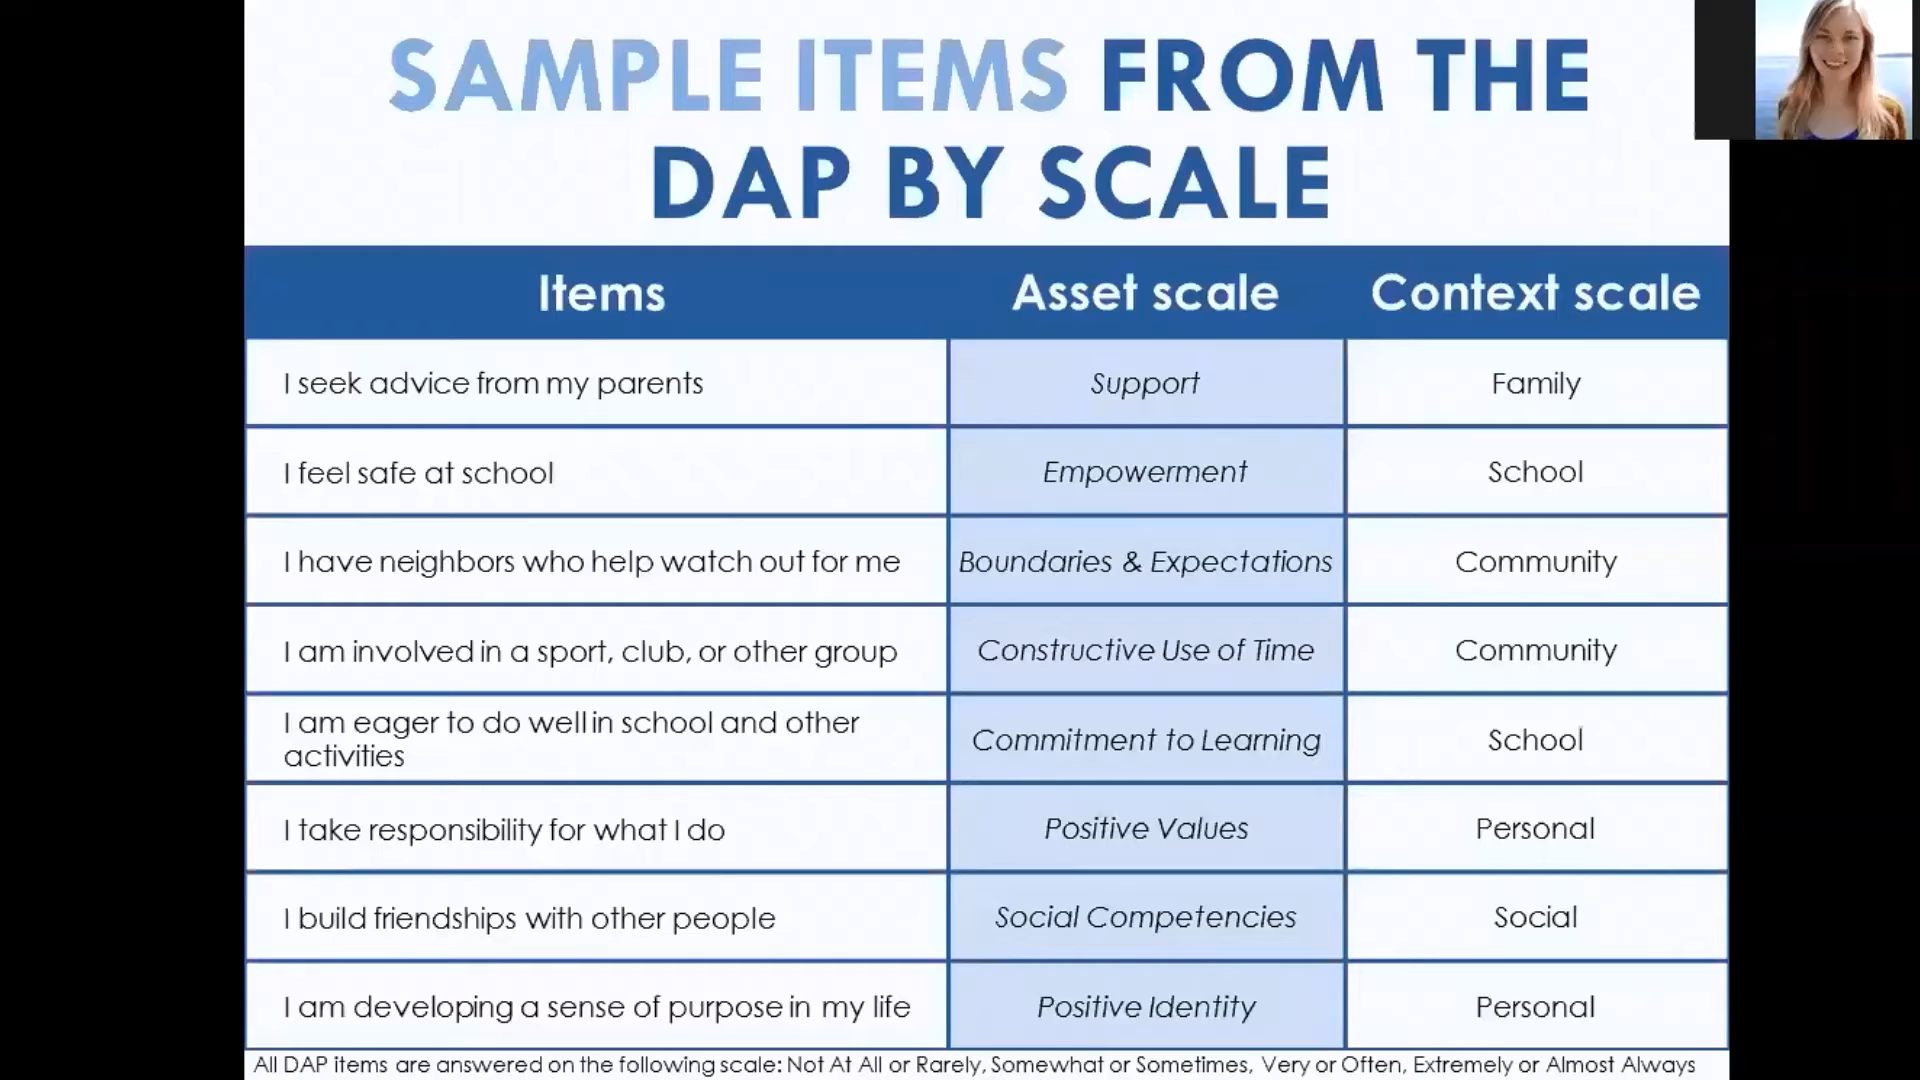 SAMPLE ITEMS FROM THE
DAP BY SCALE
Items Asset scale Context scale
I seek advice from my parents Support Family
I feel safe at school Empowerment School
I have neighbors who help watch out for me Boundaries & Expectations Community
I am involved in a sport, club, or other group Constructive Use of Time Community
I am eager to do well in school and other
activities Commitment to Learning School
I take responsibility for what I do Positive Values Personal
I build friendships with other people Social Competencies Social
I am developing a sense of purpose in my life Positive Identity Personal
All DAP items are answered on the following scale: Not At All or Rarely, Somewhat or Sometimes, Very or Often, Extremely or Almost Always